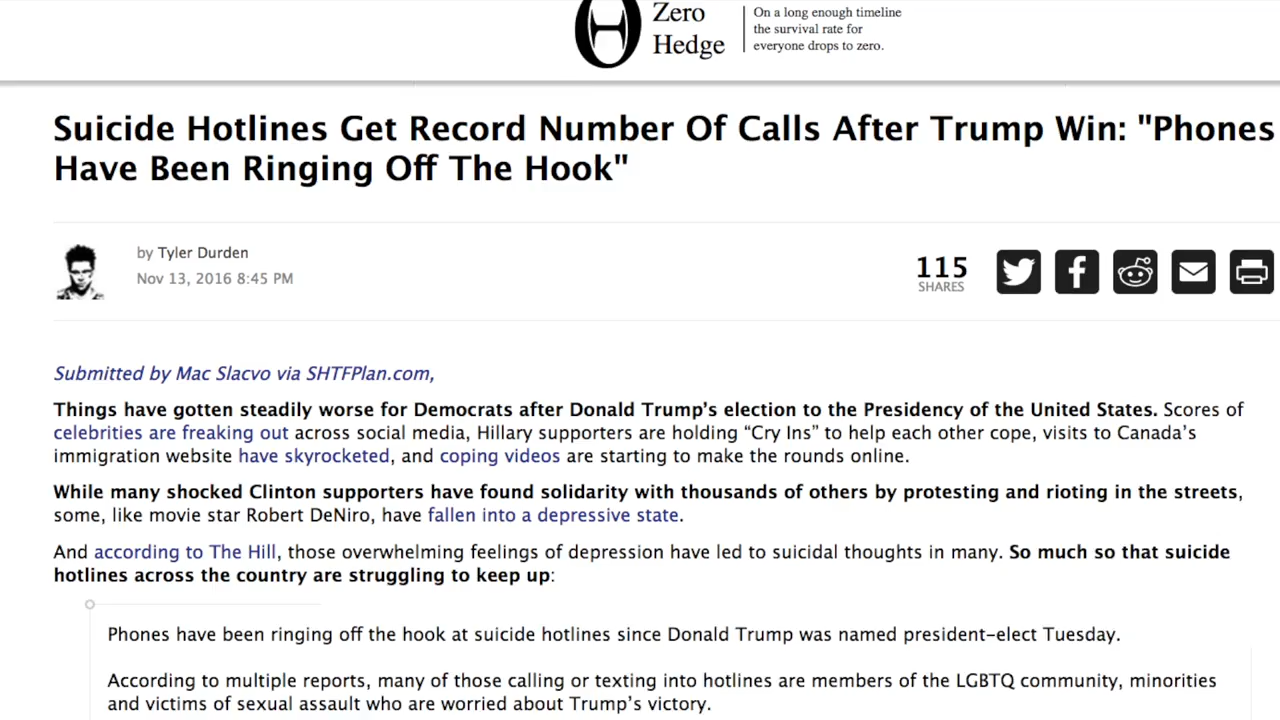 Zero
Hedge
On a long enough timeline
the survival rate for
everyone drops to zero.
Suicide Hotlines Get Record Number Of Calls After Trump Win: "Phones
Have Been Ringing Off The Hook"
by Tyler Durden
Nov 13, 2016 8:45 PM
115
SHARES
Submitted by Mac Slacvo via SHTFPlan.com,
Things have gotten steadily worse for Democrats after Donald Trump's election to the Presidency of the United States. Scores of
celebrities are freaking out across social media, Hillary supporters are holding “Cry Ins” to help each other cope, visits to Canada's
immigration website have skyrocketed, and coping videos are starting to make the rounds online.
While many shocked Clinton supporters have found solidarity with thousands of others by protesting and rioting in the streets,
some, like movie star Robert DeNiro, have fallen into a depressive state.
And according to The Hill, those overwhelming feelings of depression have led to suicidal thoughts in many. So much so that suicide
hotlines across the country are struggling to keep up:
Phones have been ringing off the hook at suicide hotlines since Donald Trump was named president-elect Tuesday.
According to multiple reports, many of those calling or texting into hotlines are members of the LGBTQ community, minorities
and victims of sexual assault who are worried about Trump's victory.